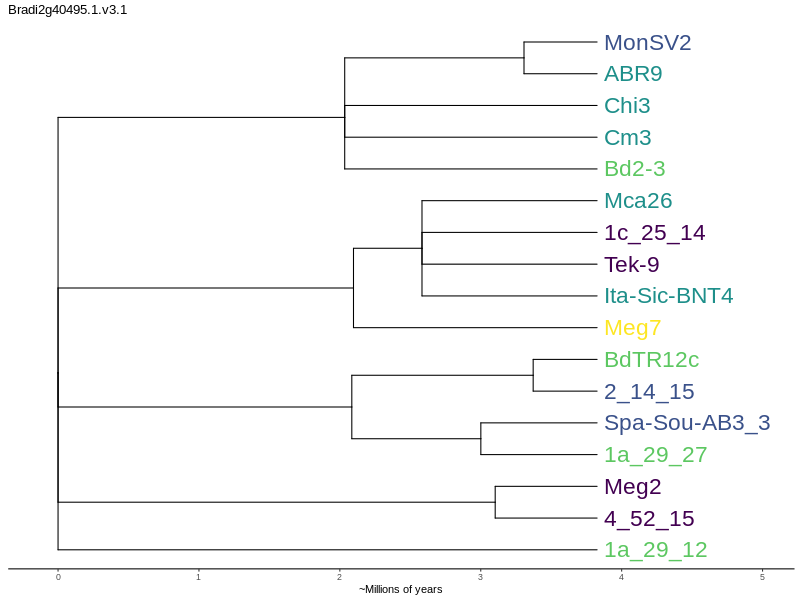 Bradi2g40495.1.v3.1
MonSV2
ABR9
Chi3
Cm3
Bd2-3
Mca26
1c_25_14
Tek-9
Ita-Sic-BNT4
Meg7
BdTR12c
2_14_15
Spa-Sou-AB3_3
1a_29_27
Meg2
4_52_15
1a_29_12
0 1 2 3 4 5
~Millions of years